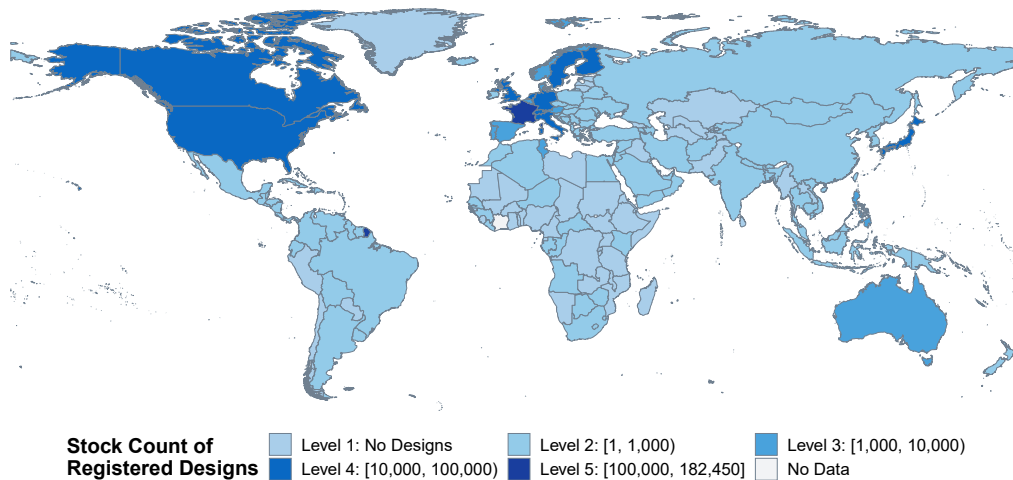 Stock Count of
Registered Designs
Level 1: No Designs
Level 2: [1, 1,000)
Level 3: [1,000, 10,000)
Level 4: [10,000, 100,000)
Level 5: [100,000, 182,450]
No Data